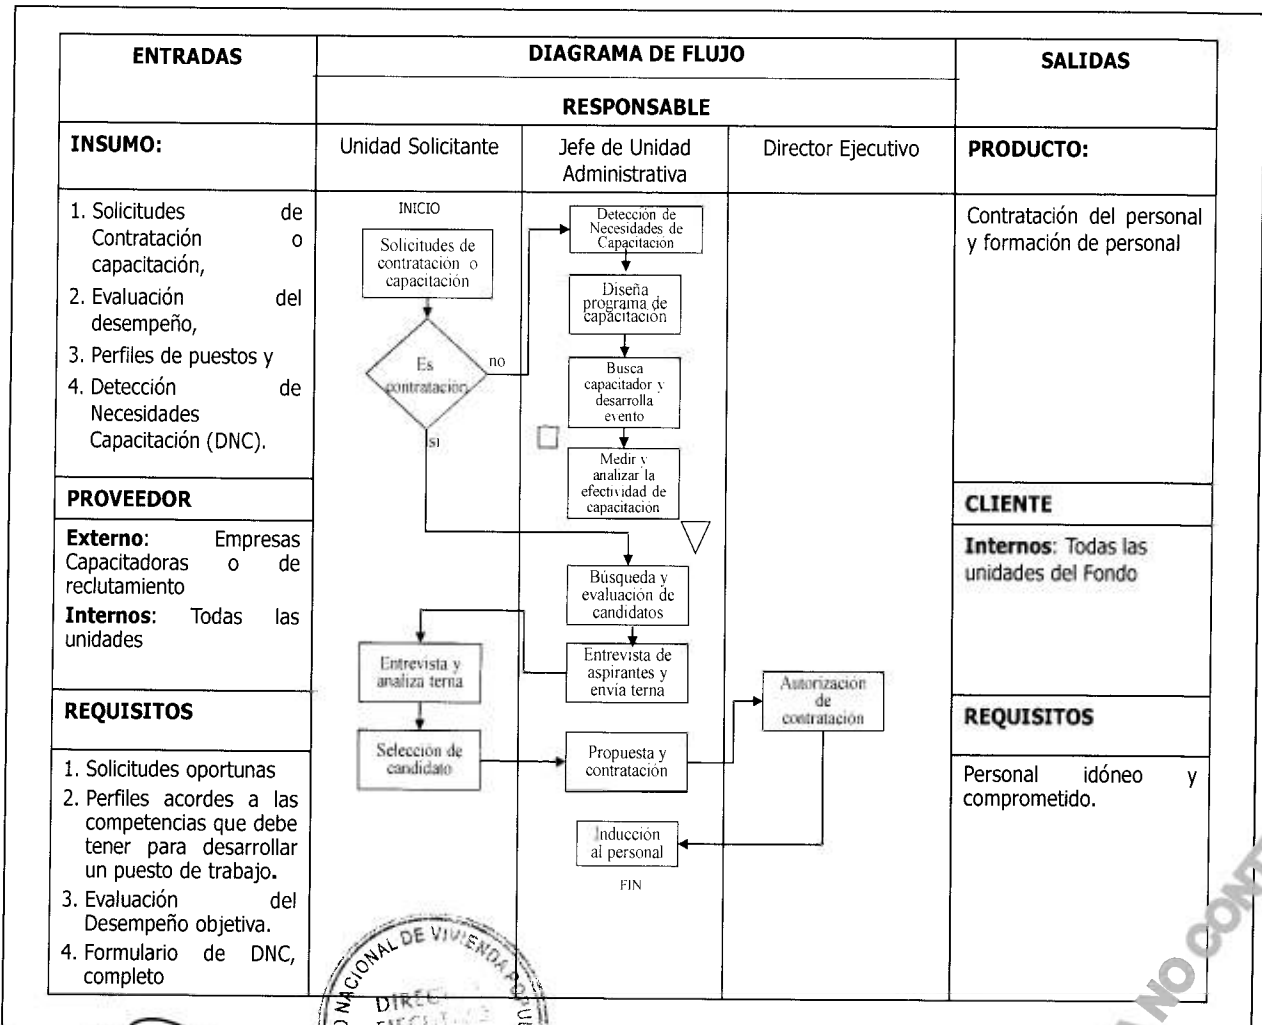 ENTRADAS
DIAGRAMA DE FLUJO
SALIDAS
RESPONSABLE
INSUMO:
Unidad Solicitante
Jefe de Unidad
Administrativa
Director Ejecutivo
PRODUCTO:
1. Solicitudes de
Contratación o
capacitación,
2. Evaluación del
desempeño,
3. Perfiles de puestos y
4. Detección de
Necesidades
Capacitación (DNC).
INICIO
Solicitudes de
contratación o
capacitación
Es
contratación
no
si
Detección de
Necesidades de
Capacitación
Diseña
programa de
capacitación
Busca
capacitador y
desarrolla
evento
Medir y
analizar la
efectividad de
capacitación
Búsqueda y
evaluación de
candidatos
Entrevista de
aspirantes y
envía terna
Entrevista y
analiza terna
Selección de
candidato
Propuesta y
contratación
Autorización
de
contratación
Inducción
al personal
FIN
Contratación del personal
y formación de personal
PROVEEDOR
Externo: Empresas
Capacitadoras o de
reclutamiento
Internos: Todas las
unidades
CLIENTE
Internos: Todas las
unidades del Fondo
REQUISITOS
1. Solicitudes oportunas
2. Perfiles acordes a las
competencias que debe
tener para desarrollar
un puesto de trabajo.
3. Evaluación del
Desempeño objetiva.
4. Formulario de DNC,
completo
REQUISITOS
Personal idóneo y
comprometido.
NACIONAL DE VIVIENDA
NO